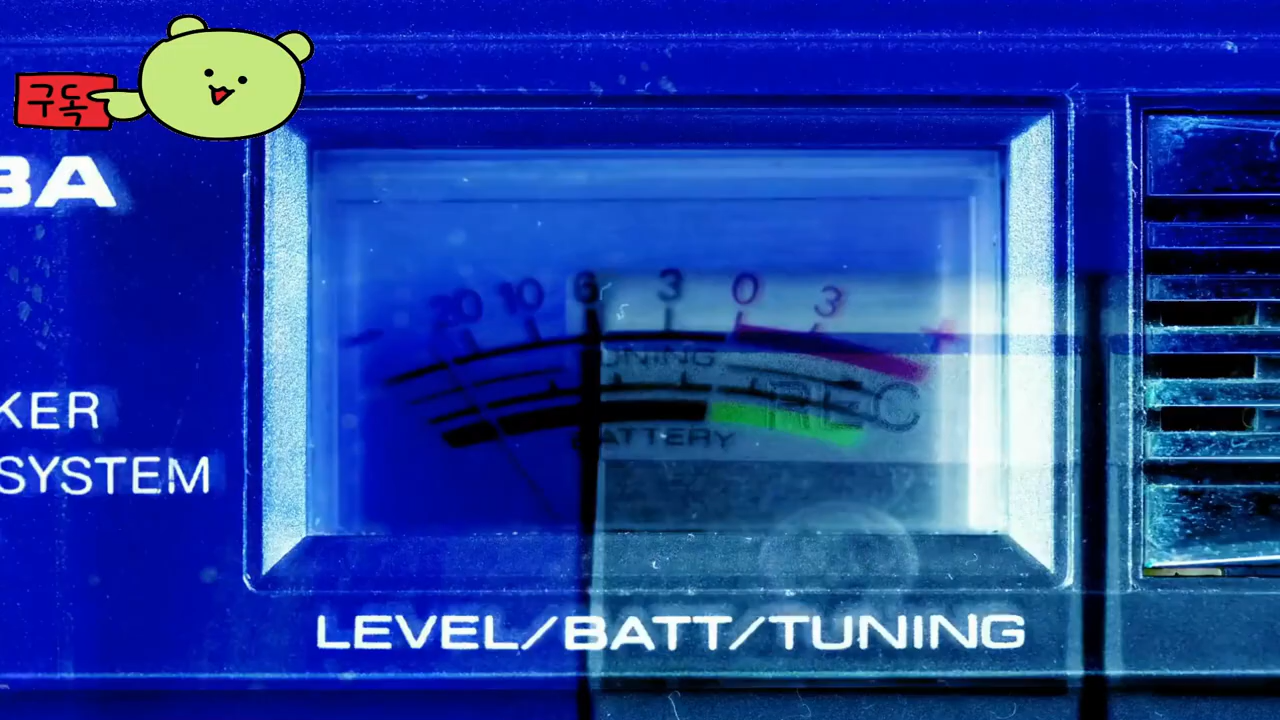 구독
BA
20 10 6 3 0 3
- +
TUNING
REC
BATTERY
KER
SYSTEM
LEVEL/BATT/TUNING